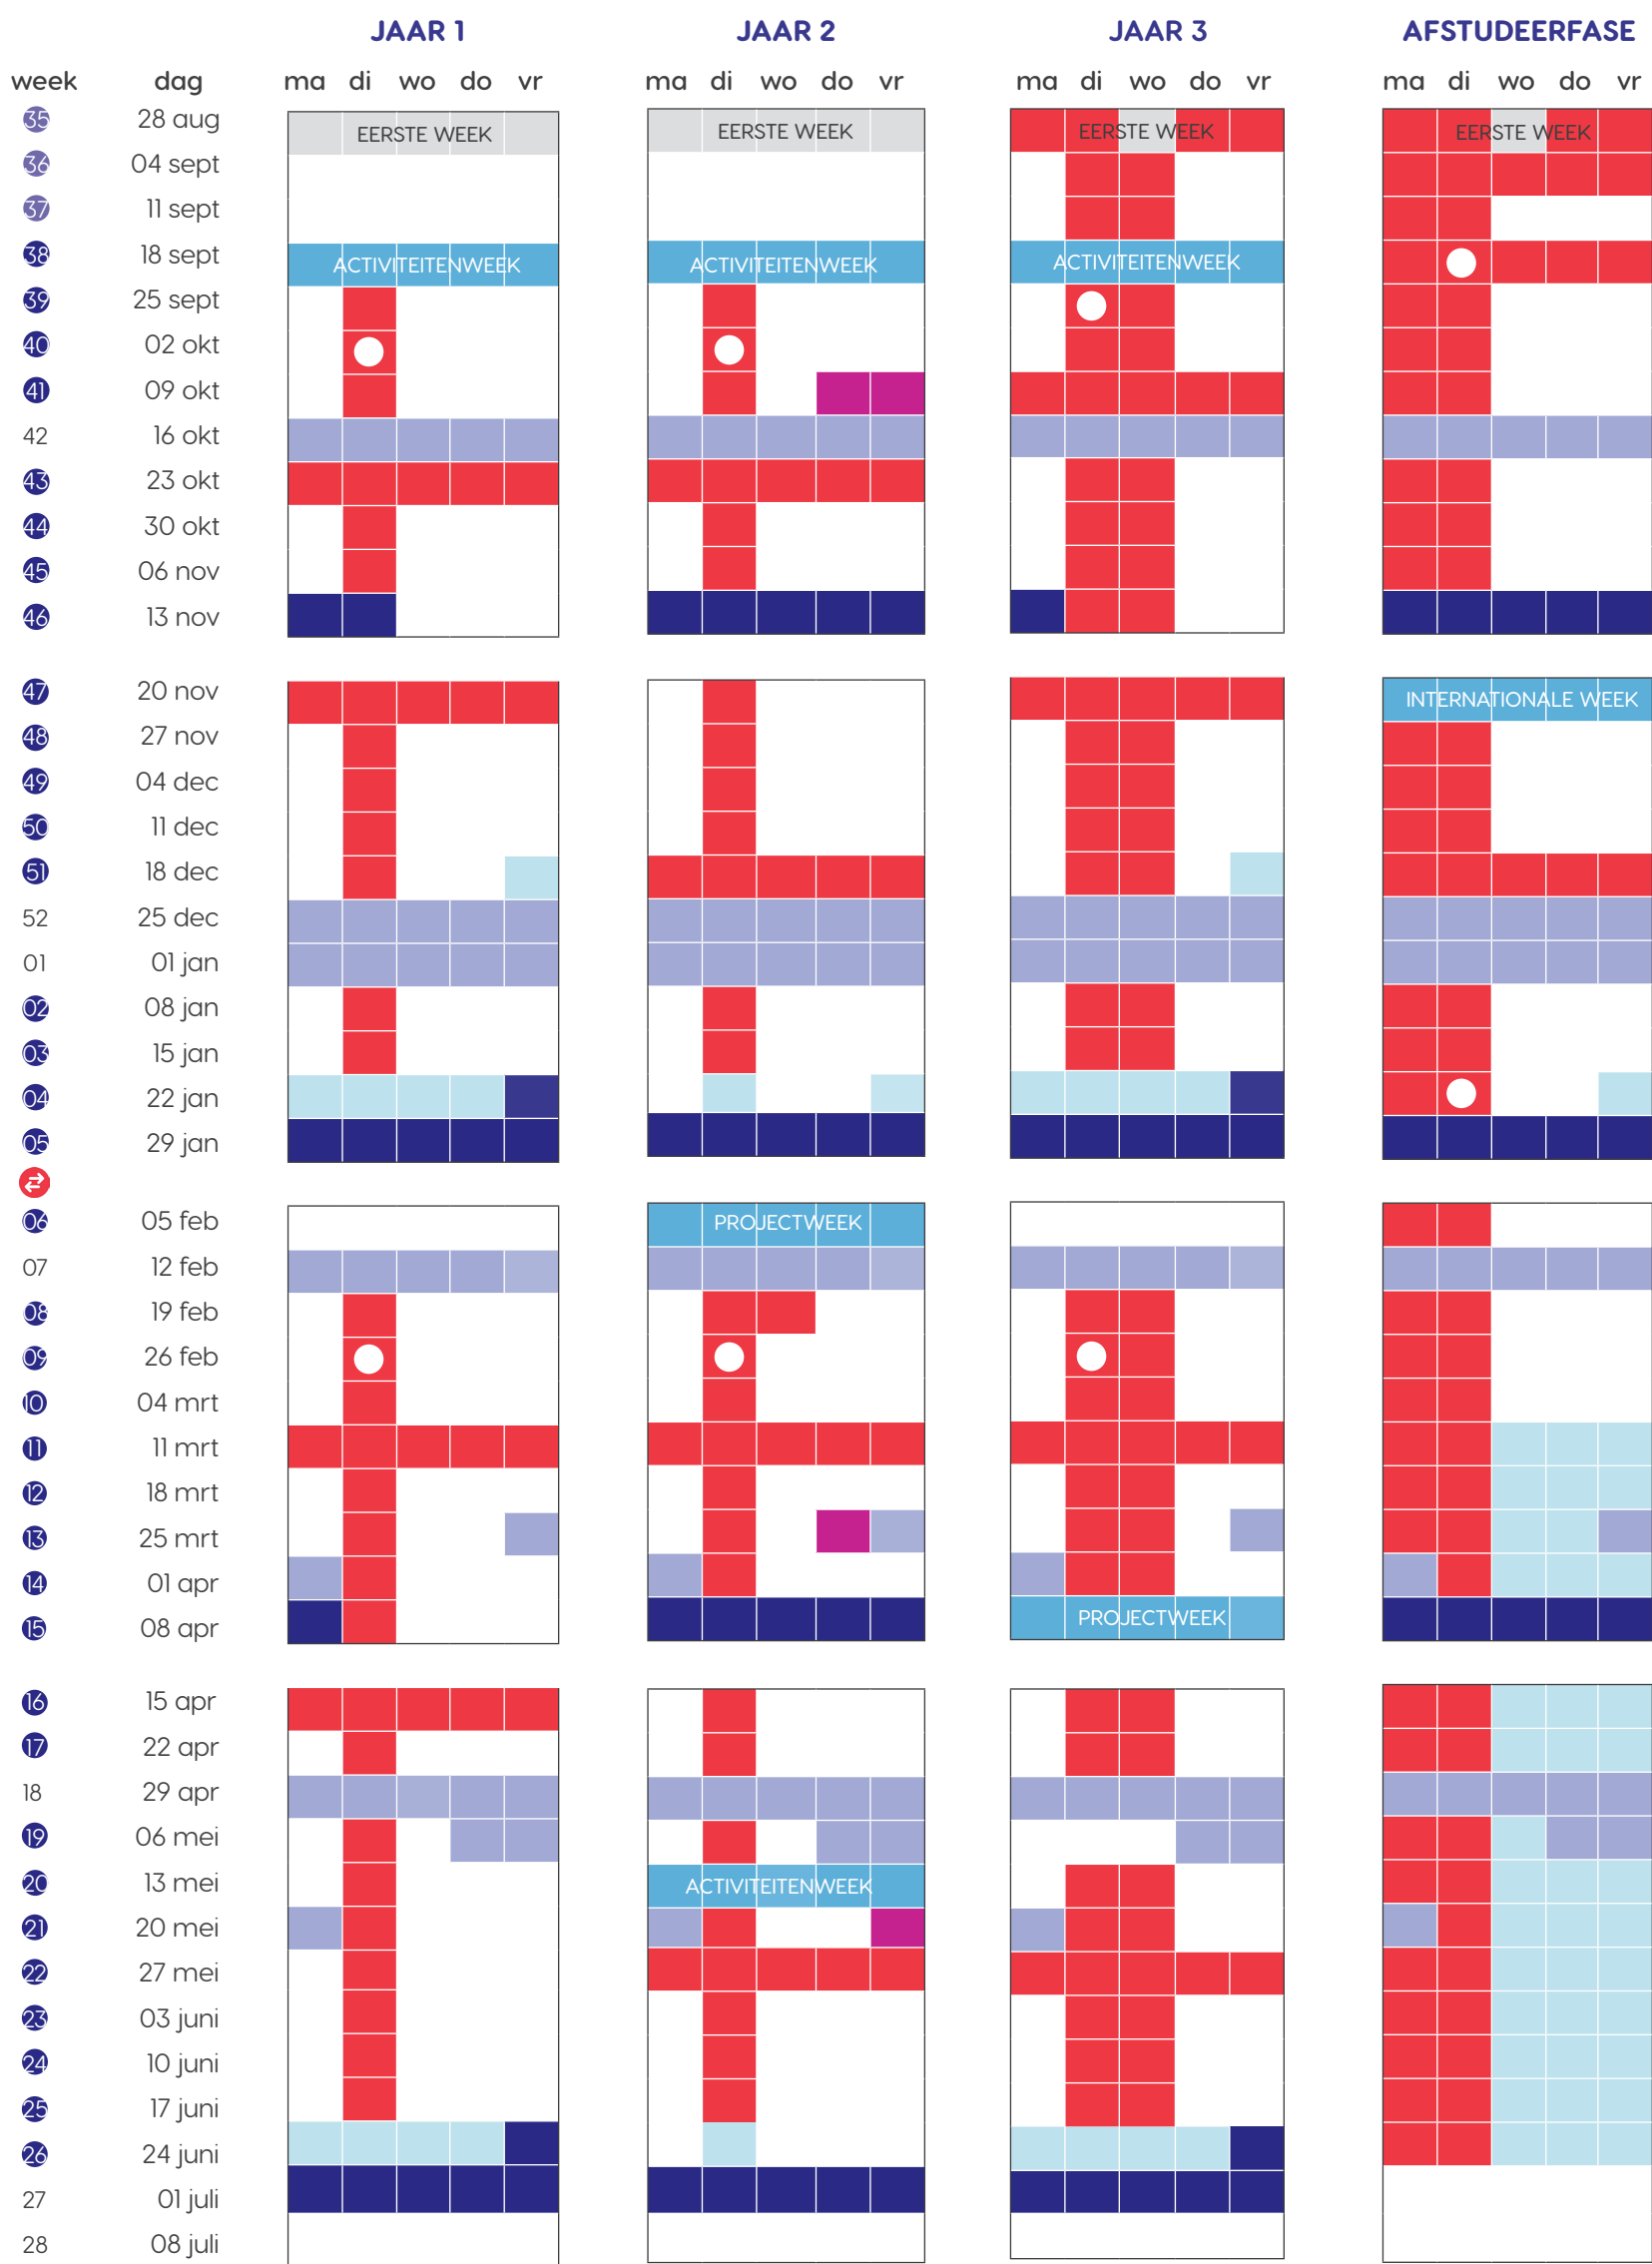 JAAR 1 JAAR 2 JAAR 3 AFSTUDEERFASE
week dag ma di wo do vr ma di wo do vr ma di wo do vr ma di wo do vr
35 28 aug EERSTE WEEK EERSTE WEEK EERSTE WEEK EERSTE WEEK
36 04 sept
37 11 sept
38 18 sept ACTIVITEITENWEEK ACTIVITEITENWEEK ACTIVITEITENWEEK
39 25 sept
40 02 okt
41 09 okt
42 16 okt
43 23 okt
44 30 okt
45 06 nov
46 13 nov
47 20 nov INTERNATIONALE WEEK
48 27 nov
49 04 dec
50 11 dec
51 18 dec
52 25 dec
01 01 jan
02 08 jan
03 15 jan
04 22 jan
05 29 jan
06 05 feb PROJECTWEEK
07 12 feb
08 19 feb
09 26 feb
10 04 mrt
11 11 mrt
12 18 mrt
13 25 mrt
14 01 apr
15 08 apr PROJECTWEEK
16 15 apr
17 22 apr
18 29 apr
19 06 mei
20 13 mei ACTIVITEITENWEEK
21 20 mei
22 27 mei
23 03 juni
24 10 juni
25 17 juni
26 24 juni
27 01 juli
28 08 juli